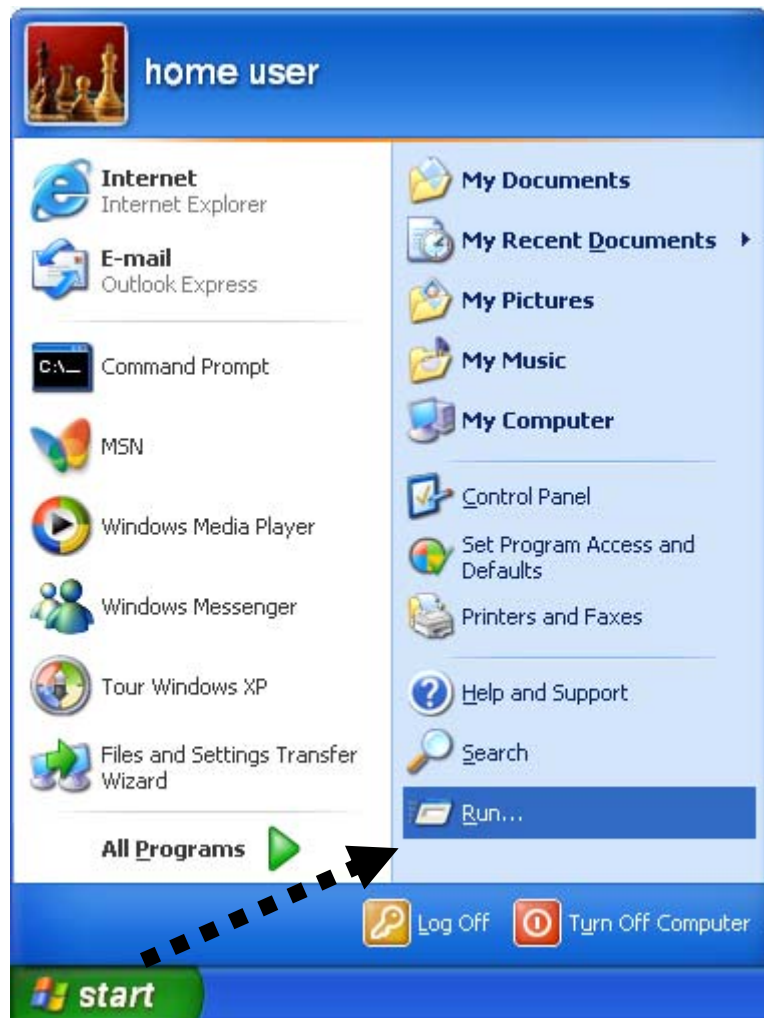 home user
Internet
Internet Explorer
E-mail
Outlook Express
C:\_
Command Prompt
MSN
Windows Media Player
Windows Messenger
Tour Windows XP
Files and Settings Transfer
Wizard
All Programs
My Documents
My Recent Documents
My Pictures
My Music
My Computer
Control Panel
Set Program Access and
Defaults
Printers and Faxes
Help and Support
Search
Run...
Log Off
Turn Off Computer
start